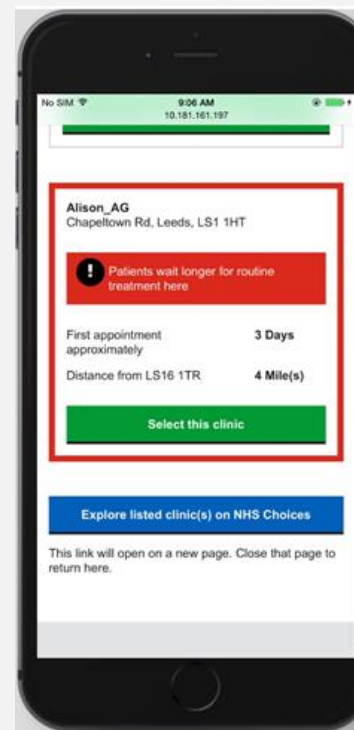 No SIM 9:06 AM
10.181.161.197
Alison_AG
Chapeltown Rd, Leeds, LS1 1HT
! Patients wait longer for routine
treatment here
First appointment 3 Days
approximately
Distance from LS16 1TR 4 Mile(s)
Select this clinic
Explore listed clinic(s) on NHS Choices
This link will open on a new page. Close that page to
return here.